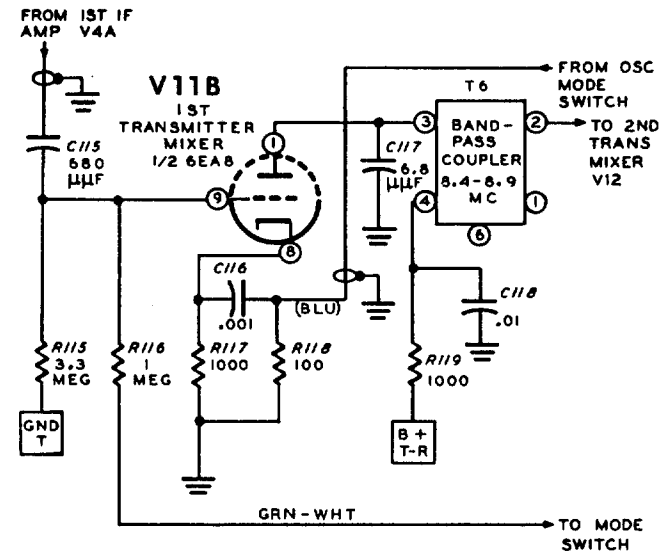 FROM 1ST IF
AMP V4A
C115
680
µµF
V11B
1ST
TRANSMITTER
MIXER
1/2 6EA8
1
9
8
C117
6.8
µµF
T6
3
BAND-
PASS
COUPLER
8.4-8.9
MC
2
4
1
6
FROM OSC
MODE
SWITCH
TO 2ND
TRANS
MIXER
V12
C116
.001
(BLU)
C118
.01
R115
3.3
MEG
R116
1
MEG
R117
1000
R118
100
R119
1000
GND
T
B+
T-R
GRN-WHT
TO MODE
SWITCH